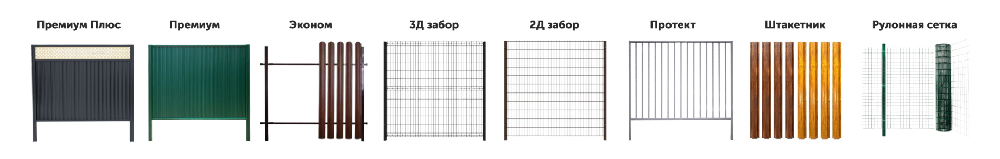 Премиум Плюс
Премиум
Эконом
3Д забор
2Д забор
Протект
Штакетник
Рулонная сетка